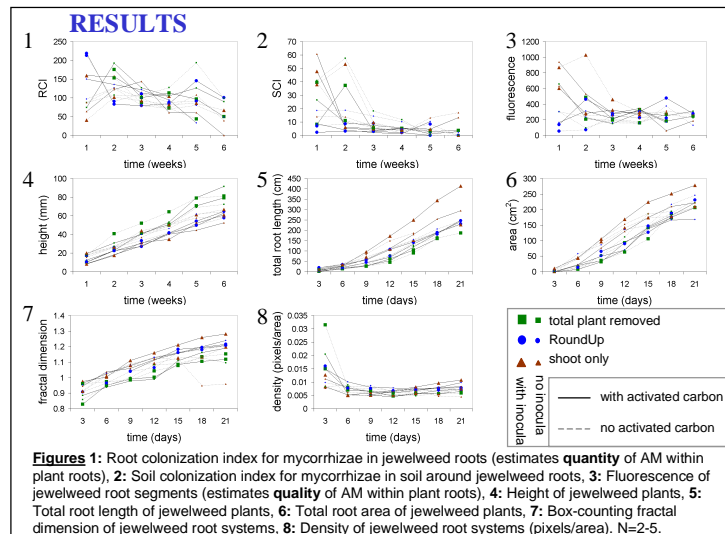 RESULTS
1
250
200
150
100
50
0
RCI
1 2 3 4 5 6
time (weeks)
2
70
60
50
40
30
20
10
0
SCI
1 2 3 4 5 6
time (weeks)
3
1200
1000
800
600
400
200
0
fluorescence
1 2 3 4 5 6
time (weeks)
4
100
80
60
40
20
0
height (mm)
1 2 3 4 5 6
time (weeks)
5
450
400
350
300
250
200
150
100
50
0
total root length (cm)
3 6 9 12 15 18 21
time (days)
6
300
250
200
150
100
50
0
area (cm²)
3 6 9 12 15 18 21
time (days)
7
1.4
1.3
1.2
1.1
1
0.9
0.8
fractal dimension
3 6 9 12 15 18 21
time (days)
8
0.035
0.03
0.025
0.02
0.015
0.01
0.005
0
density (pixels/area)
3 6 9 12 15 18 21
time (days)
total plant removed
RoundUp
shoot only
no inocula
with inocula
with activated carbon
no activated carbon
Figures 1: Root colonization index for mycorrhizae in jewelweed roots (estimates quantity of AM within
plant roots), 2: Soil colonization index for mycorrhizae in soil around jewelweed roots, 3: Fluorescence of
jewelweed root segments (estimates quality of AM within plant roots), 4: Height of jewelweed plants, 5:
Total root length of jewelweed plants, 6: Total root area of jewelweed plants, 7: Box-counting fractal
dimension of jewelweed root systems, 8: Density of jewelweed root systems (pixels/area). N=2-5.